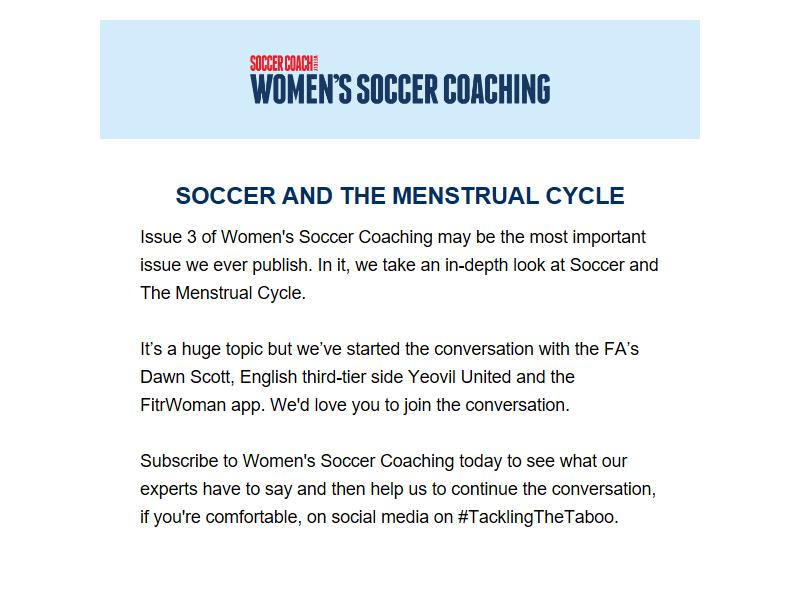 SOCCER COACH WEEKLY
WOMEN'S SOCCER COACHING
SOCCER AND THE MENSTRUAL CYCLE
Issue 3 of Women's Soccer Coaching may be the most important
issue we ever publish. In it, we take an in-depth look at Soccer and
The Menstrual Cycle.
It’s a huge topic but we’ve started the conversation with the FA’s
Dawn Scott, English third-tier side Yeovil United and the
FitrWoman app. We'd love you to join the conversation.
Subscribe to Women's Soccer Coaching today to see what our
experts have to say and then help us to continue the conversation,
if you're comfortable, on social media on #TacklingTheTaboo.